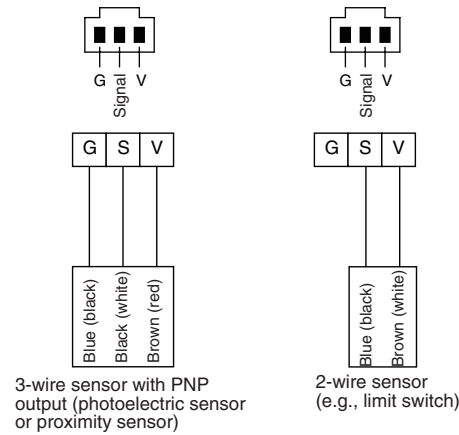 G Signal V
G S V
Blue (black)
Black (white)
Brown (red)
3-wire sensor with PNP
output (photoelectric sensor
or proximity sensor)
G Signal V
G S V
Blue (black)
Brown (white)
2-wire sensor
(e.g., limit switch)